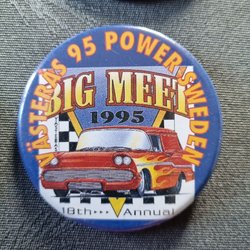 VÄSTERÅS 95 POWER SWEDEN
BIG MEET
1995
18th ••• Annual